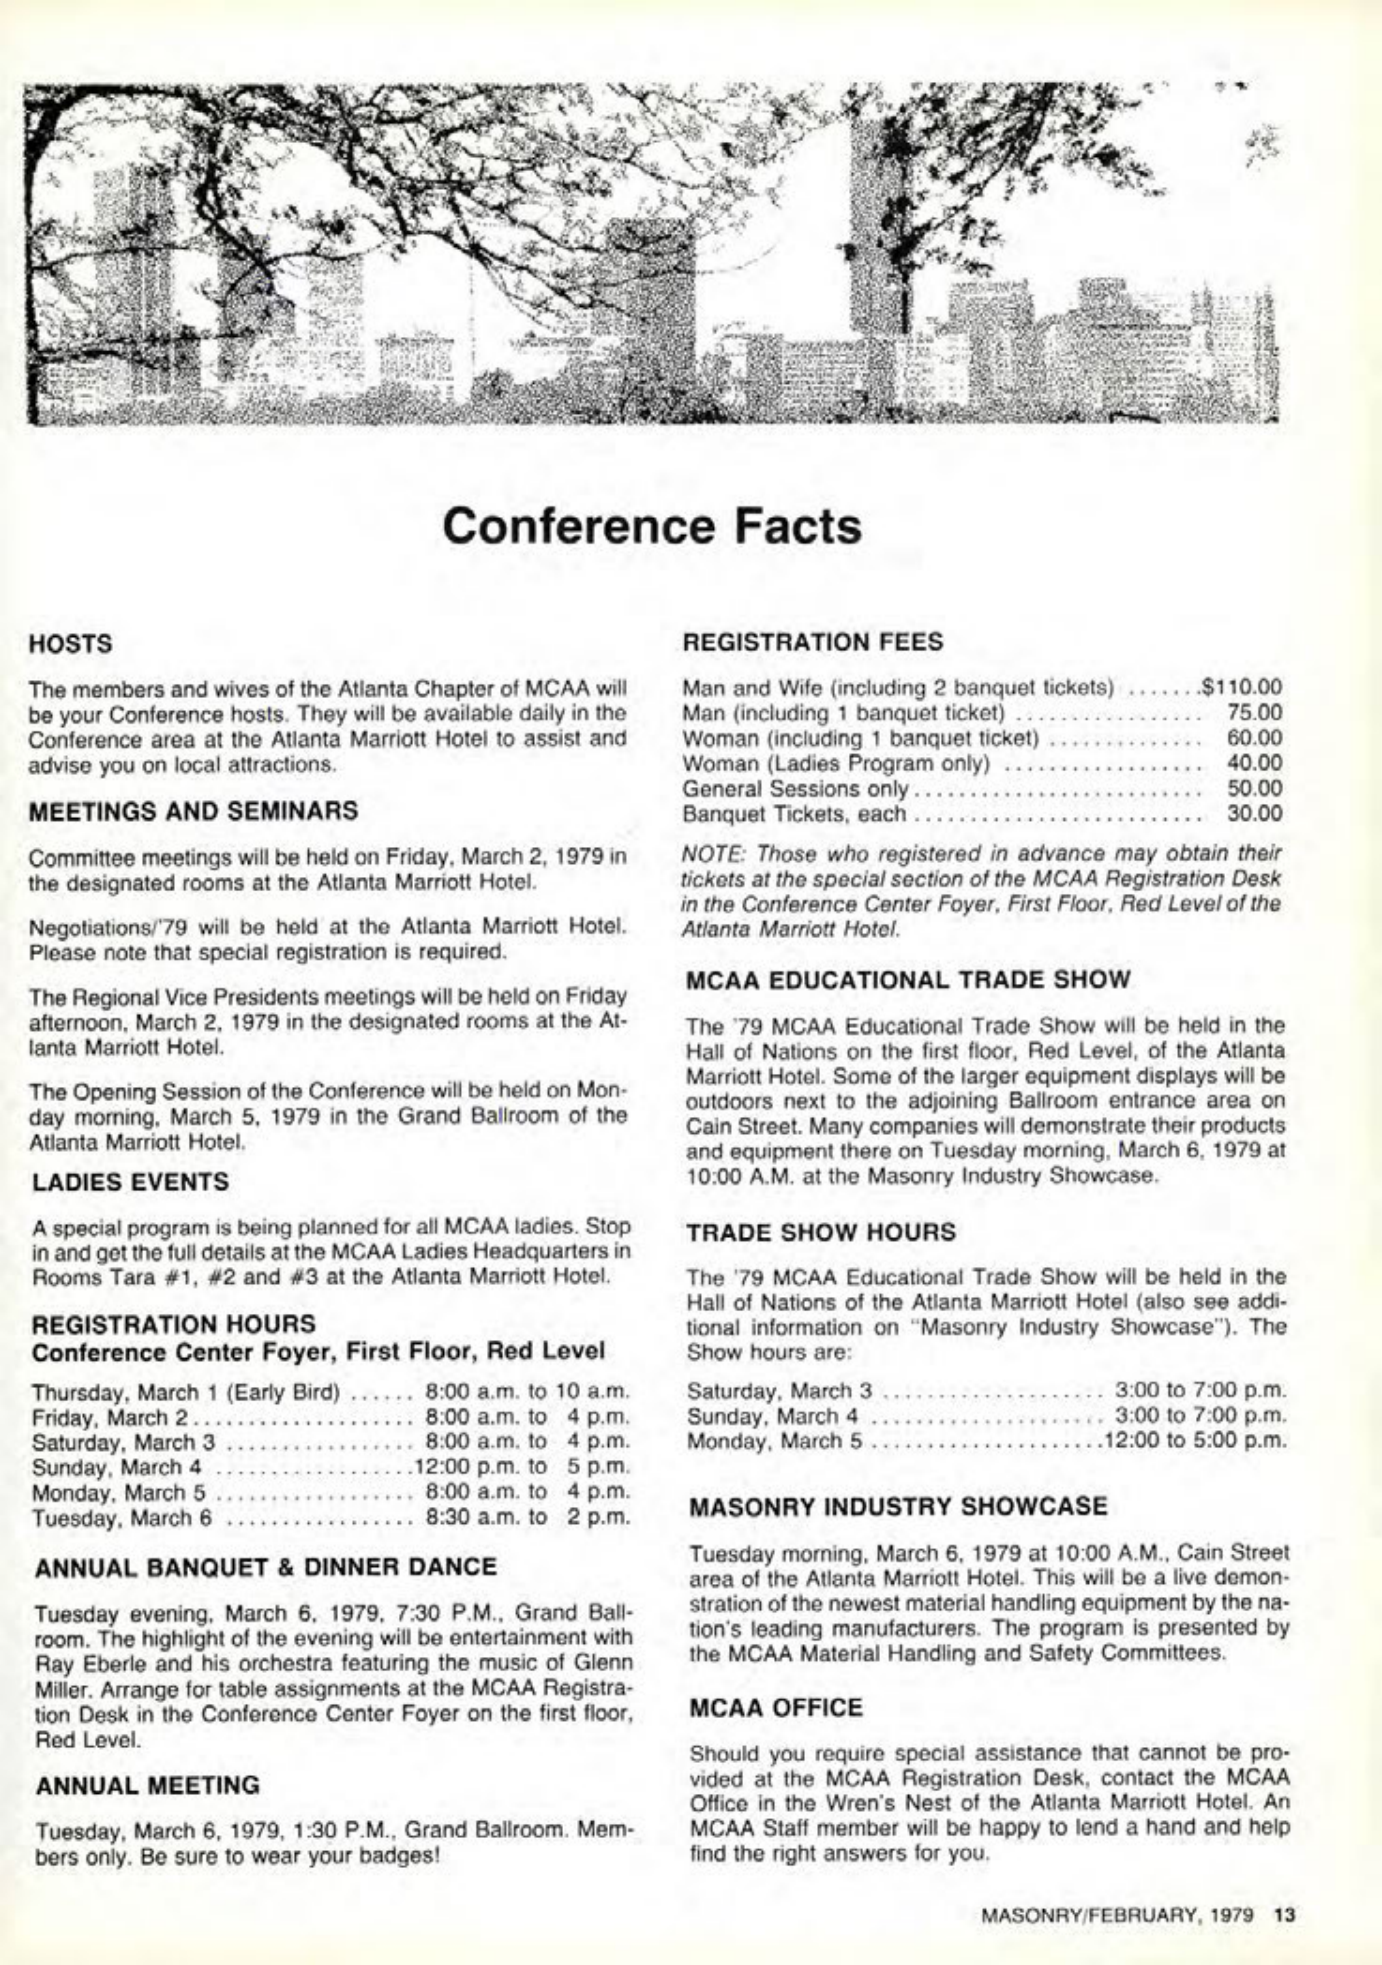 Conference Facts
HOSTS
The members and wives of the Atlanta Chapter of MCAA will
be your Conference hosts. They will be available daily in the
Conference area at the Atlanta Marriott Hotel to assist and
advise you on local attractions.
MEETINGS AND SEMINARS
Committee meetings will be held on Friday, March 2, 1979 in
the designated rooms at the Atlanta Marriott Hotel.
Negotiations/'79 will be held at the Atlanta Marriott Hotel.
Please note that special registration is required.
The Regional Vice Presidents meetings will be held on Friday
afternoon, March 2, 1979 in the designated rooms at the At-
lanta Marriott Hotel.
The Opening Session of the Conference will be held on Mon-
day morning, March 5, 1979 in the Grand Ballroom of the
Atlanta Marriott Hotel.
LADIES EVENTS
A special program is being planned for all MCAA ladies. Stop
in and get the full details at the MCAA Ladies Headquarters in
Rooms Tara #1, #2 and #3 at the Atlanta Marriott Hotel.
REGISTRATION HOURS
Conference Center Foyer, First Floor, Red Level
Thursday, March 1 (Early Bird) ...... 8:00 a.m. to 10 a.m.
Friday, March 2 .................... 8:00 a.m. to 4 p.m.
Saturday, March 3 ................. 8:00 a.m. to 4 p.m.
Sunday, March 4 ..................12:00 p.m. to 5 p.m.
Monday, March 5 .................. 8:00 a.m. to 4 p.m.
Tuesday, March 6 ................. 8:30 a.m. to 2 p.m.
ANNUAL BANQUET & DINNER DANCE
Tuesday evening, March 6, 1979, 7:30 P.M., Grand Ball-
room. The highlight of the evening will be entertainment with
Ray Eberle and his orchestra featuring the music of Glenn
Miller. Arrange for table assignments at the MCAA Registra-
tion Desk in the Conference Center Foyer on the first floor,
Red Level.
ANNUAL MEETING
Tuesday, March 6, 1979, 1:30 P.M., Grand Ballroom. Mem-
bers only. Be sure to wear your badges!
REGISTRATION FEES
Man and Wife (including 2 banquet tickets) .......$110.00
Man (including 1 banquet ticket) ................. 75.00
Woman (including 1 banquet ticket) .............. 60.00
Woman (Ladies Program only) .................. 40.00
General Sessions only .......................... 50.00
Banquet Tickets, each .......................... 30.00
NOTE: Those who registered in advance may obtain their
tickets at the special section of the MCAA Registration Desk
in the Conference Center Foyer, First Floor, Red Level of the
Atlanta Marriott Hotel.
MCAA EDUCATIONAL TRADE SHOW
The '79 MCAA Educational Trade Show will be held in the
Hall of Nations on the first floor, Red Level, of the Atlanta
Marriott Hotel. Some of the larger equipment displays will be
outdoors next to the adjoining Ballroom entrance area on
Cain Street. Many companies will demonstrate their products
and equipment there on Tuesday morning, March 6, 1979 at
10:00 A.M. at the Masonry Industry Showcase.
TRADE SHOW HOURS
The '79 MCAA Educational Trade Show will be held in the
Hall of Nations of the Atlanta Marriott Hotel (also see addi-
tional information on "Masonry Industry Showcase"). The
Show hours are:
Saturday, March 3 .................... 3:00 to 7:00 p.m.
Sunday, March 4 ..................... 3:00 to 7:00 p.m.
Monday, March 5 .....................12:00 to 5:00 p.m.
MASONRY INDUSTRY SHOWCASE
Tuesday morning, March 6, 1979 at 10:00 A.M., Cain Street
area of the Atlanta Marriott Hotel. This will be a live demon-
stration of the newest material handling equipment by the na-
tion's leading manufacturers. The program is presented by
the MCAA Material Handling and Safety Committees.
MCAA OFFICE
Should you require special assistance that cannot be pro-
vided at the MCAA Registration Desk, contact the MCAA
Office in the Wren's Nest of the Atlanta Marriott Hotel. An
MCAA Staff member will be happy to lend a hand and help
find the right answers for you.
MASONRY/FEBRUARY, 1979 13